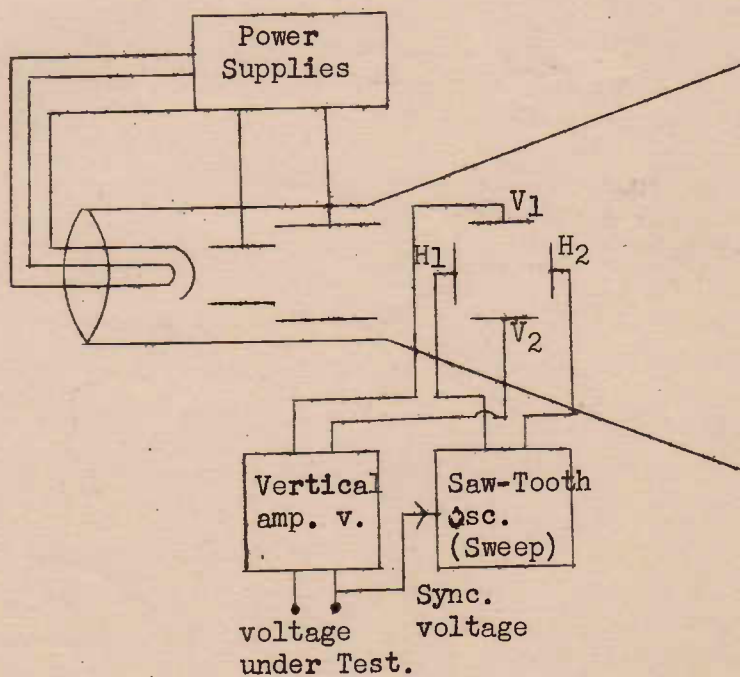 Power
Supplies
V1
H1
H2
V2
Vertical
amp. v.
Saw-Tooth
osc.
(Sweep)
Sync.
voltage
voltage
under Test.